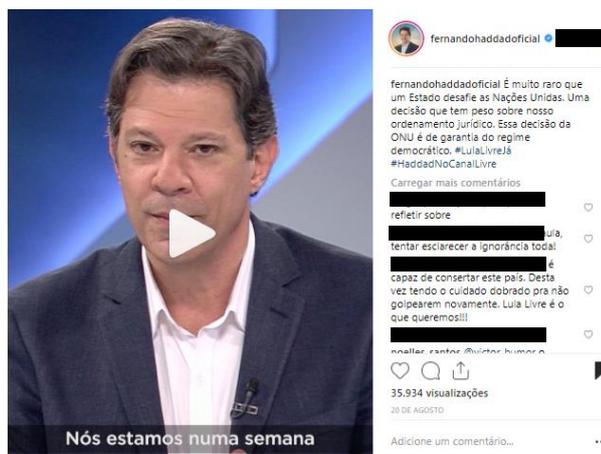 fernandohaddadoficial
fernandohaddadoficial É muito raro que
um Estado desafie as Nações Unidas. Uma
decisão que tem peso sobre nosso
ordenamento jurídico. Essa decisão da
ONU é de garantia do regime
democrático. #LulaLivreJá
#HaddadNoCanalLivre
Carregar mais comentários
refletir sobre
aula,
tentar esclarecer a ignorância toda!
é
capaz de consertar este país. Desta
vez tendo o cuidado dobrado pra não
golpearem novamente. Lula Livre é o
que queremos!!!
noelles_santos @victor_humor o
35.934 visualizações
20 DE AGOSTO
Adicione um comentário...
Nós estamos numa semana